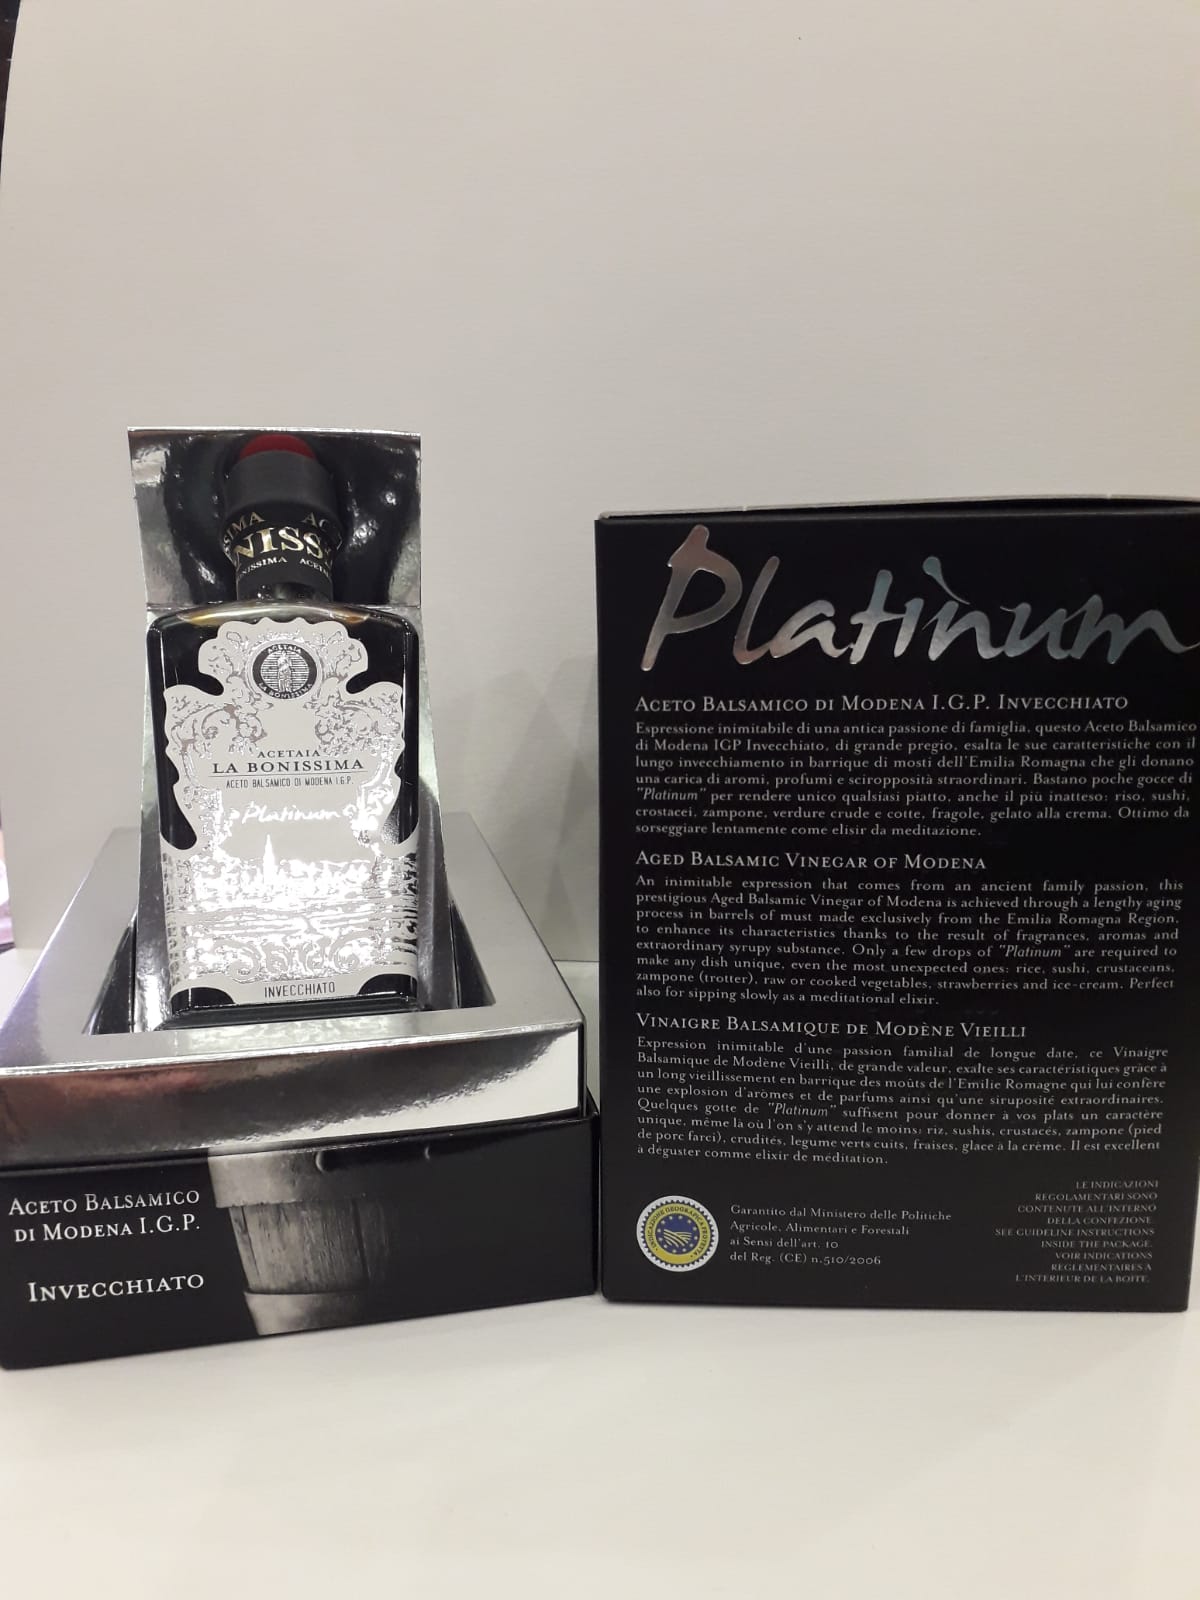 SIMA AC
NISS
NISSIMA ACETA
ACETAIA
LA BONISSIMA
ACETAIA
LA BONISSIMA
ACETO BALSAMICO DI MODENA I.G.P.
Platinum
INVECCHIATO
ACETO BALSAMICO
DI MODENA I.G.P.
INVECCHIATO
Platinum
ACETO BALSAMICO DI MODENA I.G.P. INVECCHIATO
Espressione inimitabile di una antica passione di famiglia, questo Aceto Balsamico
di Modena IGP Invecchiato, di grande pregio, esalta le sue caratteristiche con il
lungo invecchiamento in barrique di mosti dell'Emilia Romagna che gli donano
una carica di aromi, profumi e sciropposità straordinari. Bastano poche gocce di
"Platinum" per rendere unico qualsiasi piatto, anche il più inatteso: riso, sushi,
crostacei, zampone, verdure crude e cotte, fragole, gelato alla crema. Ottimo da
sorseggiare lentamente come elisir da meditazione.
AGED BALSAMIC VINEGAR OF MODENA
An inimitable expression that comes from an ancient family passion, this
prestigious Aged Balsamic Vinegar of Modena is achieved through a lengthy aging
process in barrels of must made exclusively from the Emilia Romagna Region,
to enhance its characteristics thanks to the result of fragrances, aromas and
extraordinary syrupy substance. Only a few drops of "Platinum" are required to
make any dish unique, even the most unexpected ones: rice, sushi, crustaceans,
zampone (trotter), raw or cooked vegetables, strawberries and ice-cream. Perfect
also for sipping slowly as a meditational elixir.
VINAIGRE BALSAMIQUE DE MODÈNE VIEILLI
Expression inimitable d'une passion familial de longue date, ce Vinaigre
Balsamique de Modène Vieilli, de grande valeur, exalte ses caractéristiques grâce à
un long vieillissement en barrique des moûts de l'Emilie Romagne qui lui confère
une explosion d'arômes et de parfums ainsi qu'une siruposité extraordinaires.
Quelques gotte de "Platinum" suffisent pour donner à vos plats un caractère
unique, même là où l'on s'y attend le moins: riz, sushis, crustacés, zampone (pied
de porc farci), crudités, legume verts cuits, fraises, glace à la crème. Il est excellent
à déguster comme elixir de méditation.
INDICAZIONE GEOGRAFICA PROTETTA
Garantito dal Ministero delle Politiche
Agricole, Alimentari e Forestali
ai Sensi dell'art. 10
del Reg. (CE) n.510/2006
LE INDICAZIONI
REGOLAMENTARI SONO
CONTENUTE ALL'INTERNO
DELLA CONFEZIONE.
SEE GUIDELINE INSTRUCTIONS
INSIDE THE PACKAGE.
VOIR INDICATIONS
REGLEMENTAIRES A
L'INTERIEUR DE LA BOITE.